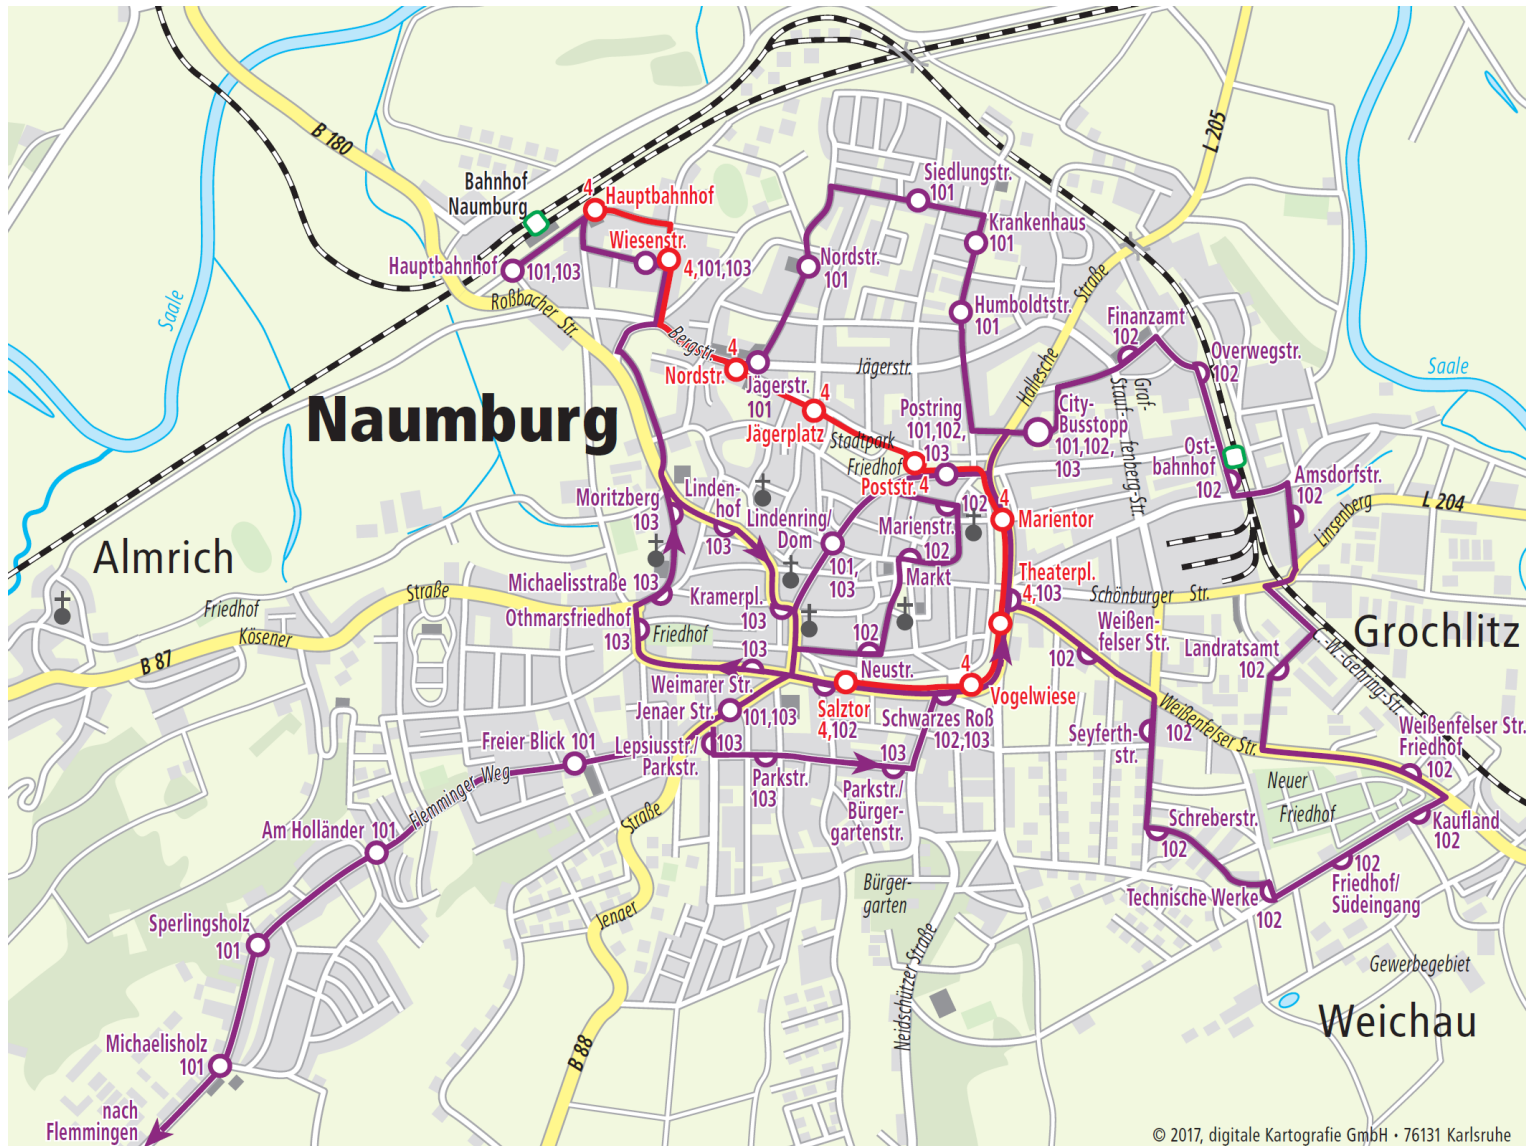 B 180
L 205
Bahnhof
Naumburg
4
Hauptbahnhof
Wiesenstr.
4,101,103
Hauptbahnhof
101,103
Saale
Roßbacher Str.
Siedlungstr.
101
Krankenhaus
101
Nordstr.
101
Humboldtstr.
101
Hallesche
Straße
Finanzamt
102
Overwegstr.
102
Saale
Bergstr.
4
Nordstr.
Jägerstr.
101
Jägerstr.
4
Jägerplatz
Naumburg
Postring
101,102,
103
City-
Busstopp
101,102,
103
Graf-
Stauf-
fenberg-Str.
Stadtpark
Friedhof
Poststr. 4
Ost-
bahnhof
102
Amsdorfstr.
102
Linsenberg
L 204
Moritzberg
103
Linden-
hof
103
Lindenring/
Dom
101,
103
102
Marienstr.
102
Markt
4
Marientor
Almrich
Friedhof
Kösener
Straße
B 87
Michaelisstraße 103
Othmarsfriedhof
103
Friedhof
Kramerpl.
103
Theaterpl.
4,103
Schönburger Str.
Weißen-
felser Str.
102
Grochlitz
Landratsamt
102
W.-Gehring-Str.
103
Weimarer Str.
102
Neustr.
4
Vogelwiese
Jenaer Str.
101,103
Salztor
4,102
Schwarzes Roß
102,103
Seyferth-
str.
102
Weißenfelser Str.
Weißenfelser Str.
Friedhof
102
Freier Blick 101
Lepsiusstr./
Parkstr.
103
Parkstr.
103
103
Parkstr./
Bürger-
gartenstr.
Neuer
Friedhof
Kaufland
102
Flemminger Weg
Am Holländer 101
Straße
Jenaer
Schreberstr.
102
102
Friedhof/
Südeingang
Technische Werke
102
Bürger-
garten
Sperlingsholz
101
Neidschützer Straße
Gewerbegebiet
Weichau
Michaelisholz
101
B 88
nach
Flemmingen
© 2017, digitale Kartografie GmbH • 76131 Karlsruhe